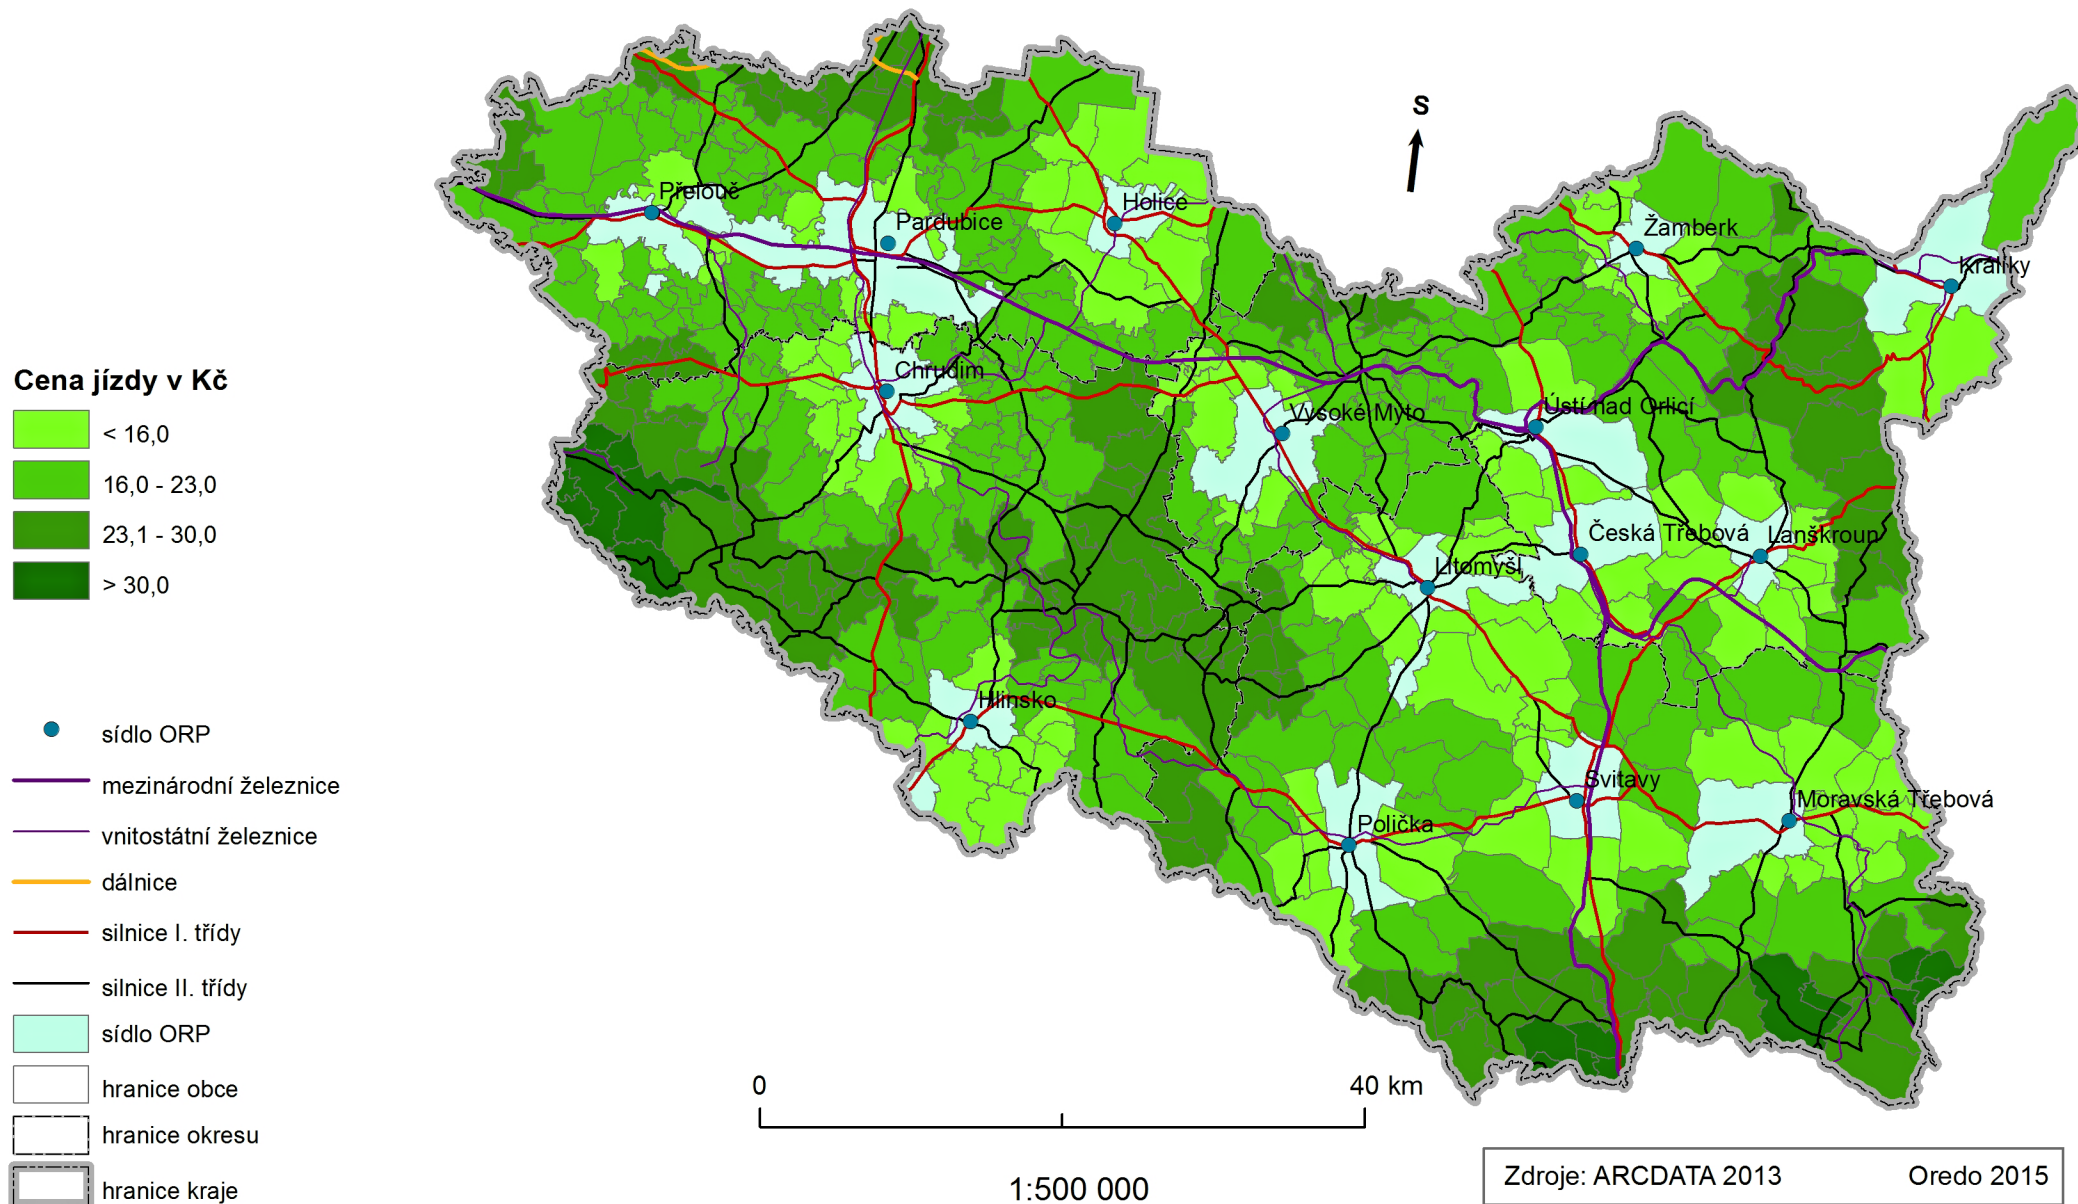 S
Přelouč
Pardubice
Holice
Žamberk
Králíky
Chrudim
Vysoké Mýto
Ústí nad Orlicí
Česká Třebová
Lanškroun
Litomyšl
Hlinsko
Svitavy
Moravská Třebová
Polička
Cena jízdy v Kč
< 16,0
16,0 - 23,0
23,1 - 30,0
> 30,0
sídlo ORP
mezinárodní železnice
vnitostátní železnice
dálnice
silnice I. třídy
silnice II. třídy
sídlo ORP
hranice obce
hranice okresu
hranice kraje
0 40 km
1:500 000
Zdroje: ARCDATA 2013 Oredo 2015